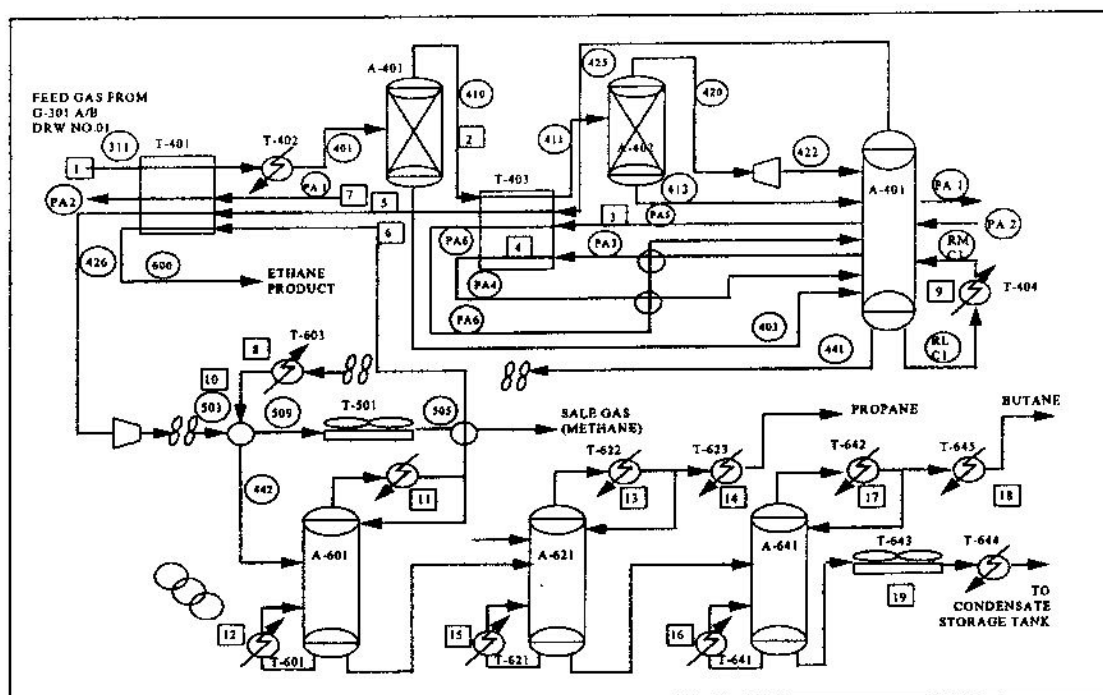 A-401
410
425
420
FEED GAS FROM
G-301 A/B
DRW NO.01
311
T-401
T-402
401
2
411
A-402
422
1
T-403
413
A-401
PA 1
PA2
PA 1
7
5
3
PA5
PA 2
6
PA6
4
PA3
RM
C1
426
600
ETHANE
PRODUCT
PA4
9
T-404
PA6
403
441
RL
C1
8
T-603
10
503
509
T-501
505
SALE GAS
(METHANE)
PROPANE
BUTANE
T-622
T-623
T-642
T-645
442
11
13
14
17
18
A-601
A-621
A-641
T-643
T-644
19
TO
CONDENSATE
STORAGE TANK
12
T-601
15
T-621
16
T-641